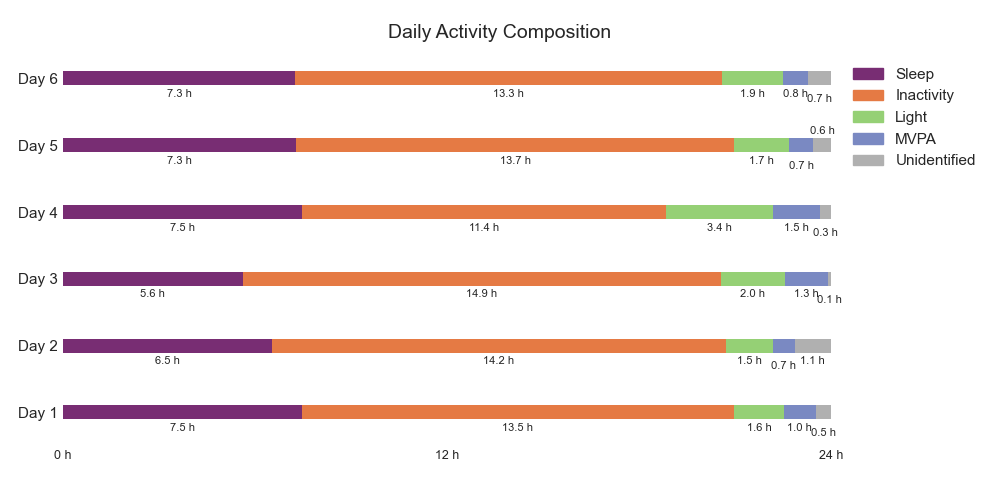 Daily Activity Composition
Day 6
7.3 h 13.3 h 1.9 h 0.8 h 0.7 h
Day 5
7.3 h 13.7 h 1.7 h 0.7 h 0.6 h
Day 4
7.5 h 11.4 h 3.4 h 1.5 h 0.3 h
Day 3
5.6 h 14.9 h 2.0 h 1.3 h 0.1 h
Day 2
6.5 h 14.2 h 1.5 h 0.7 h 1.1 h
Day 1
7.5 h 13.5 h 1.6 h 1.0 h 0.5 h
0 h 12 h 24 h
Sleep
Inactivity
Light
MVPA
Unidentified